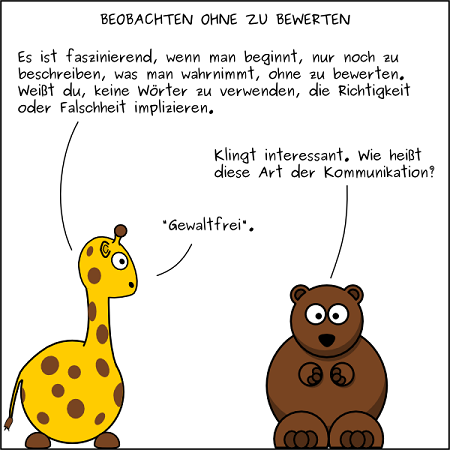 BEOBACHTEN OHNE ZU BEWERTEN
Es ist faszinierend, wenn man beginnt, nur noch zu
beschreiben, was man wahrnimmt, ohne zu bewerten.
Weißt du, keine Wörter zu verwenden, die Richtigkeit
oder Falschheit implizieren.
Klingt interessant. Wie heißt
diese Art der Kommunikation?
"Gewaltfrei".